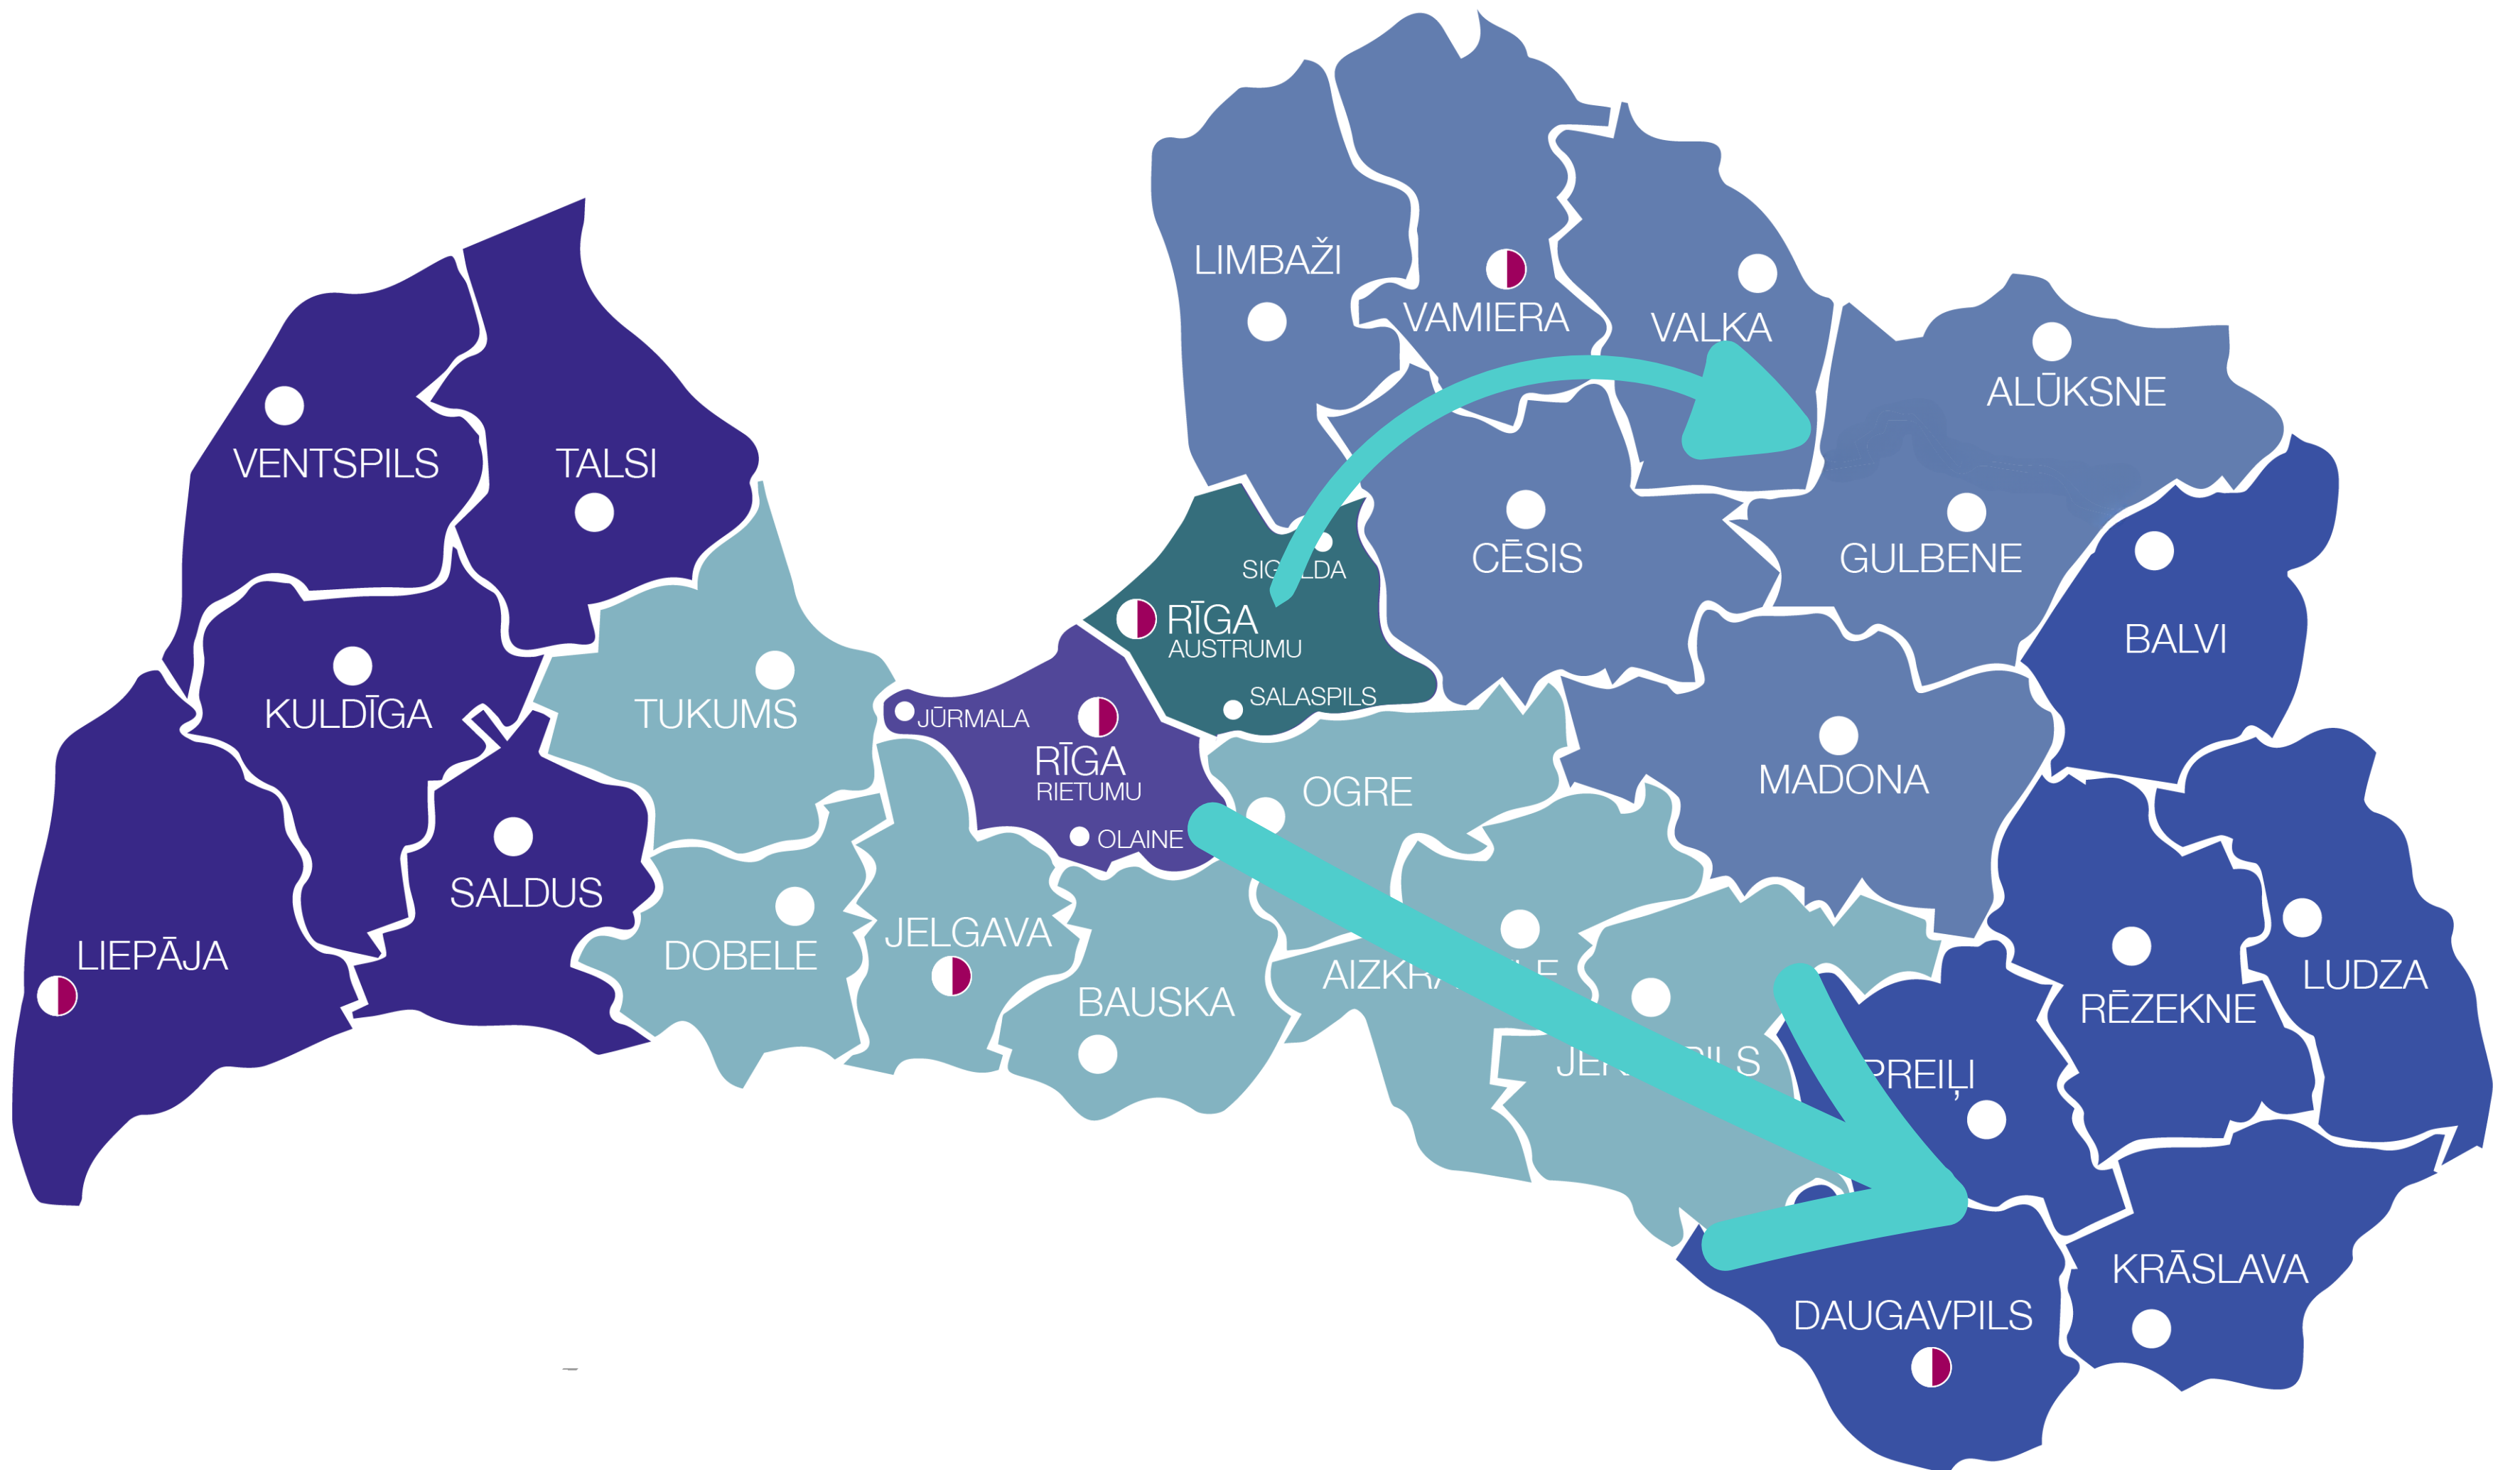 LIMBAŽI
VAMIERA
VALKA
ALŪKSNE
VENTSPILS
TALSI
CĒSIS
GULBENE
RĪGA
AUSTRUMU
BALVI
SALASPILS
KULDĪGA
TUKUMS
JŪRMALA
RĪGA
RIETUMU
OLAINE
OGRE
MADONA
SALDUS
LIEPĀJA
DOBELE
JELGAVA
BAUSKA
LUDZA
RĒZEKNE
KRĀSLAVA
DAUGAVPILS
PREIĻI